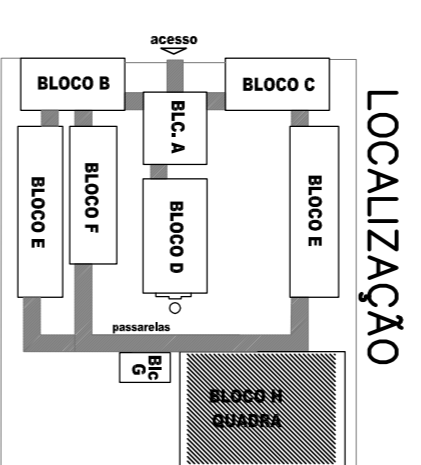 acesso
BLOCO B
BLOCO C
BLC. A
BLOCO E
BLOCO F
BLOCO D
BLOCO E
passarelas
Blc
G
BLOCO H
QUADRA
LOCALIZAÇÃO